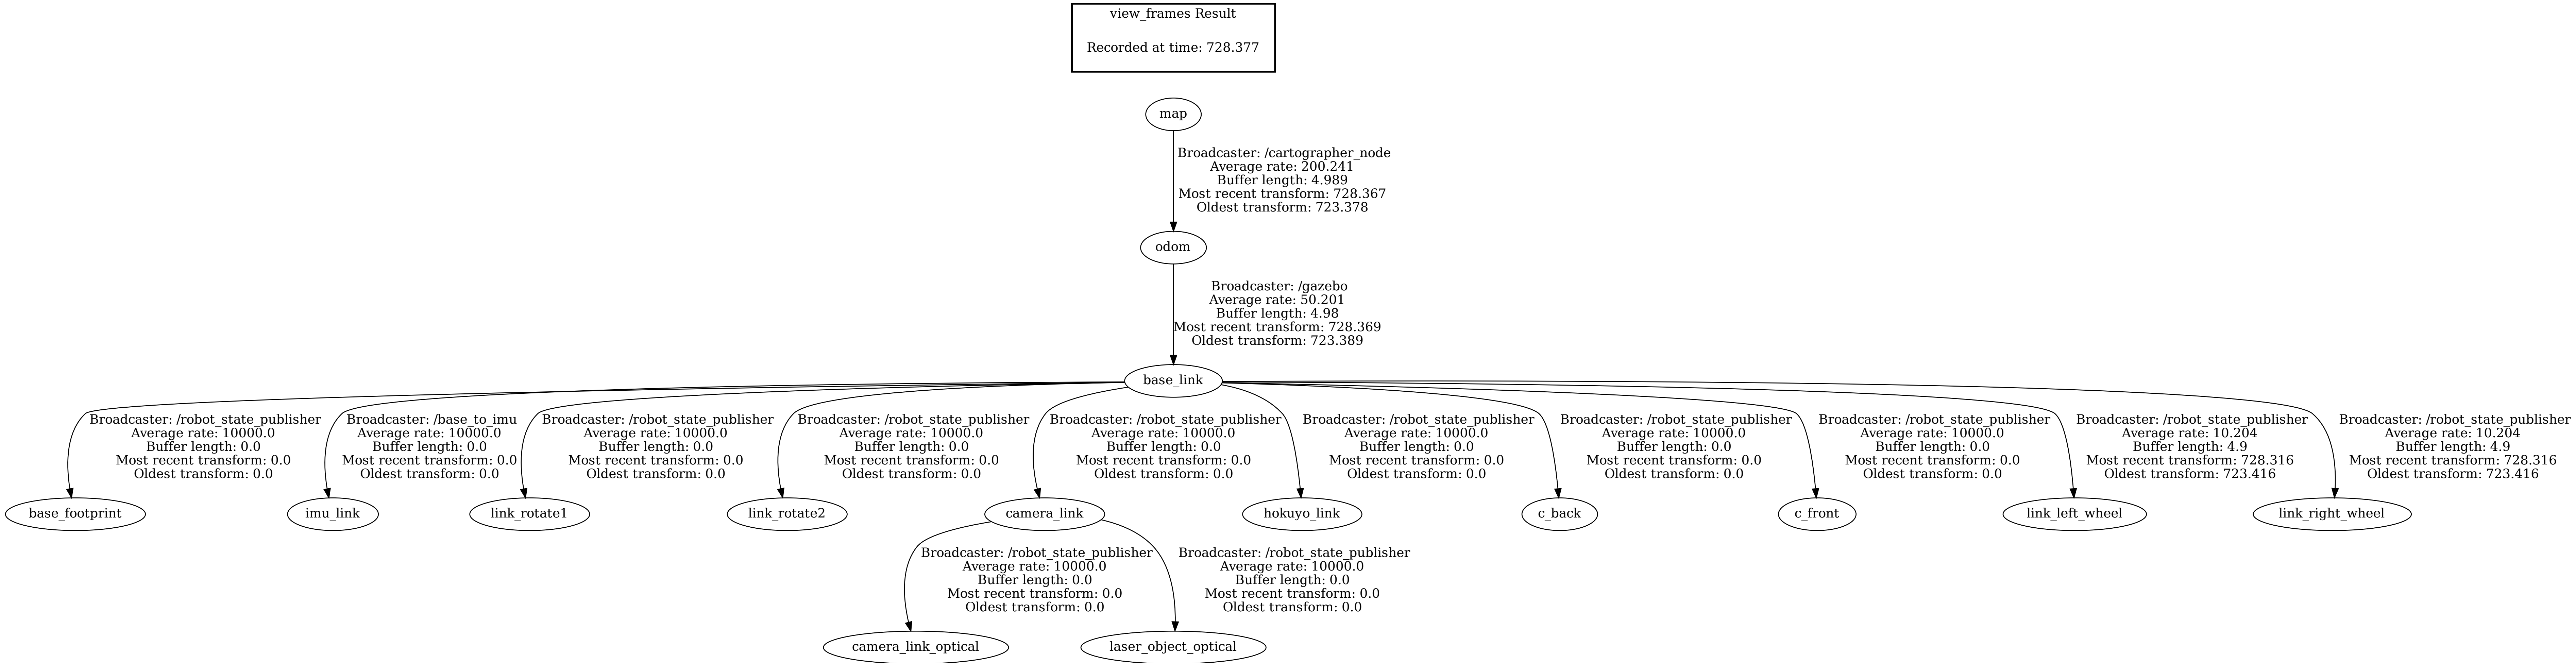 view_frames Result
Recorded at time: 728.377
map
Broadcaster: /cartographer_node
Average rate: 200.241
Buffer length: 4.989
Most recent transform: 728.367
Oldest transform: 723.378
odom
Broadcaster: /gazebo
Average rate: 50.201
Buffer length: 4.98
Most recent transform: 728.369
Oldest transform: 723.389
base_link
Broadcaster: /robot_state_publisher
Average rate: 10000.0
Buffer length: 0.0
Most recent transform: 0.0
Oldest transform: 0.0
Broadcaster: /base_to_imu
Average rate: 10000.0
Buffer length: 0.0
Most recent transform: 0.0
Oldest transform: 0.0
Broadcaster: /robot_state_publisher
Average rate: 10000.0
Buffer length: 0.0
Most recent transform: 0.0
Oldest transform: 0.0
Broadcaster: /robot_state_publisher
Average rate: 10000.0
Buffer length: 0.0
Most recent transform: 0.0
Oldest transform: 0.0
Broadcaster: /robot_state_publisher
Average rate: 10000.0
Buffer length: 0.0
Most recent transform: 0.0
Oldest transform: 0.0
Broadcaster: /robot_state_publisher
Average rate: 10000.0
Buffer length: 0.0
Most recent transform: 0.0
Oldest transform: 0.0
Broadcaster: /robot_state_publisher
Average rate: 10000.0
Buffer length: 0.0
Most recent transform: 0.0
Oldest transform: 0.0
Broadcaster: /robot_state_publisher
Average rate: 10000.0
Buffer length: 0.0
Most recent transform: 0.0
Oldest transform: 0.0
Broadcaster: /robot_state_publisher
Average rate: 10.204
Buffer length: 4.9
Most recent transform: 728.316
Oldest transform: 723.416
Broadcaster: /robot_state_publisher
Average rate: 10.204
Buffer length: 4.9
Most recent transform: 728.316
Oldest transform: 723.416
base_footprint
imu_link
link_rotate1
link_rotate2
camera_link
hokuyo_link
c_back
c_front
link_left_wheel
link_right_wheel
Broadcaster: /robot_state_publisher
Average rate: 10000.0
Buffer length: 0.0
Most recent transform: 0.0
Oldest transform: 0.0
Broadcaster: /robot_state_publisher
Average rate: 10000.0
Buffer length: 0.0
Most recent transform: 0.0
Oldest transform: 0.0
camera_link_optical
laser_object_optical